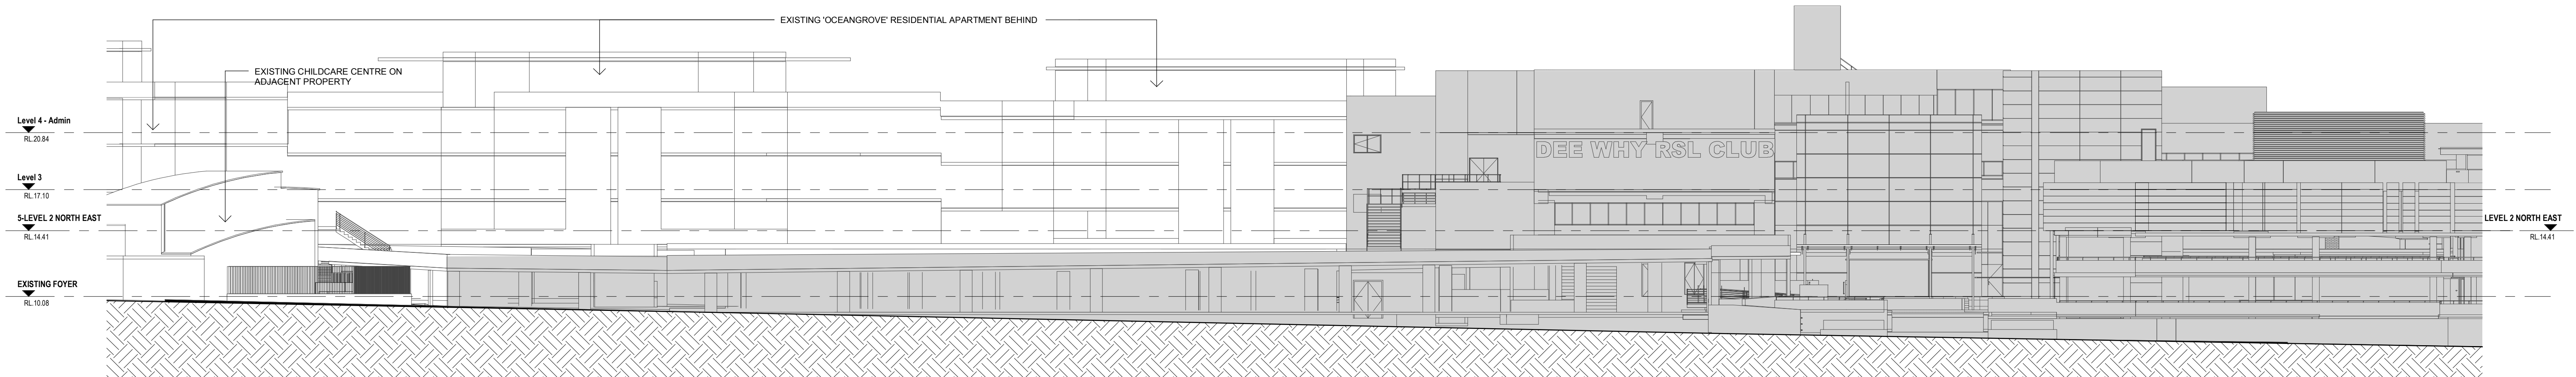 EXISTING 'OCEANGROVE' RESIDENTIAL APARTMENT BEHIND
EXISTING CHILDCARE CENTRE ON
ADJACENT PROPERTY
Level 4 - Admin
RL.20.84
DEE WHY RSL CLUB
Level 3
RL.17.10
5-LEVEL 2 NORTH EAST
RL.14.41
LEVEL 2 NORTH EAST
RL.14.41
EXISTING FOYER
RL.10.08